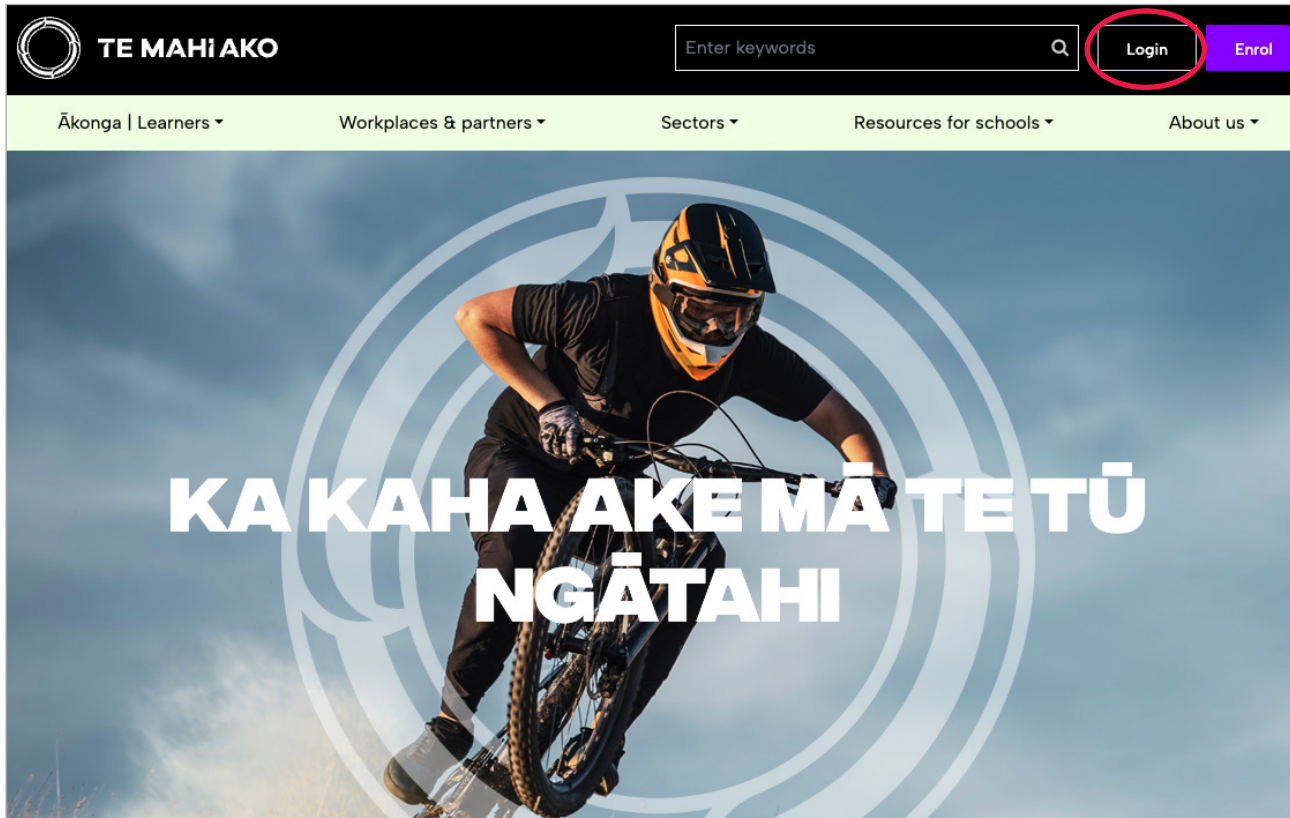 TE MAHI AKO
Enter keywords
Login
Enrol
Ākonga | Learners
Workplaces & partners
Sectors
Resources for schools
About us
KA KAHA AKE MĀ TE TŪ
NGĀTAHI